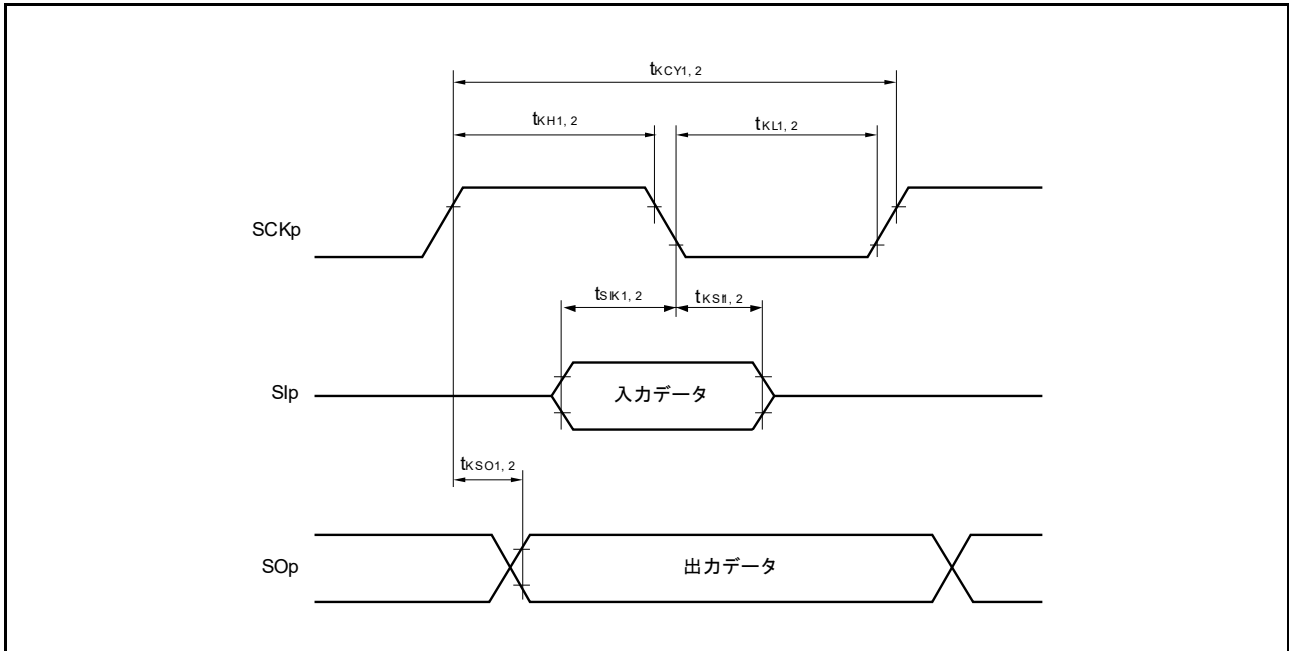 tKCY1, 2
tKH1, 2
tKL1, 2
SCKp
tSIK1, 2
tKSI1, 2
SIp
入力データ
tKSO1, 2
SOp
出力データ